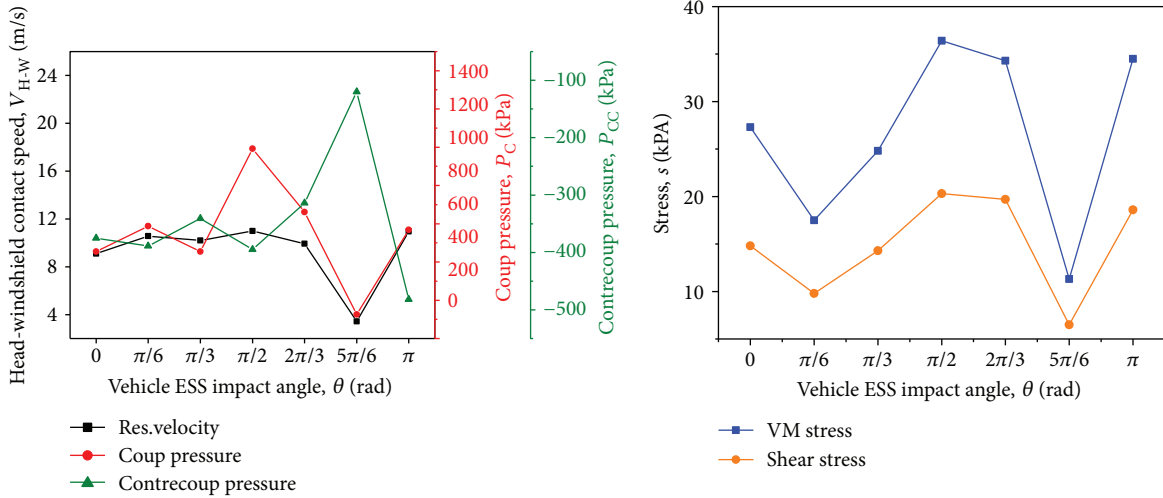 Head-windshield contact speed, V_H-W (m/s)
24
20
16
12
8
4
0
π/6
π/3
π/2
2π/3
5π/6
π
Vehicle ESS impact angle, θ (rad)
1400
1200
1000
800
600
400
200
0
Coup pressure, P_C (kPa)
−100
−200
−300
−400
−500
Contrecoup pressure, P_CC (kPa)
Res.velocity
Coup pressure
Contrecoup pressure
Stress, s (kPA)
40
30
20
10
0
π/6
π/3
π/2
2π/3
5π/6
π
Vehicle ESS impact angle, θ (rad)
VM stress
Shear stress